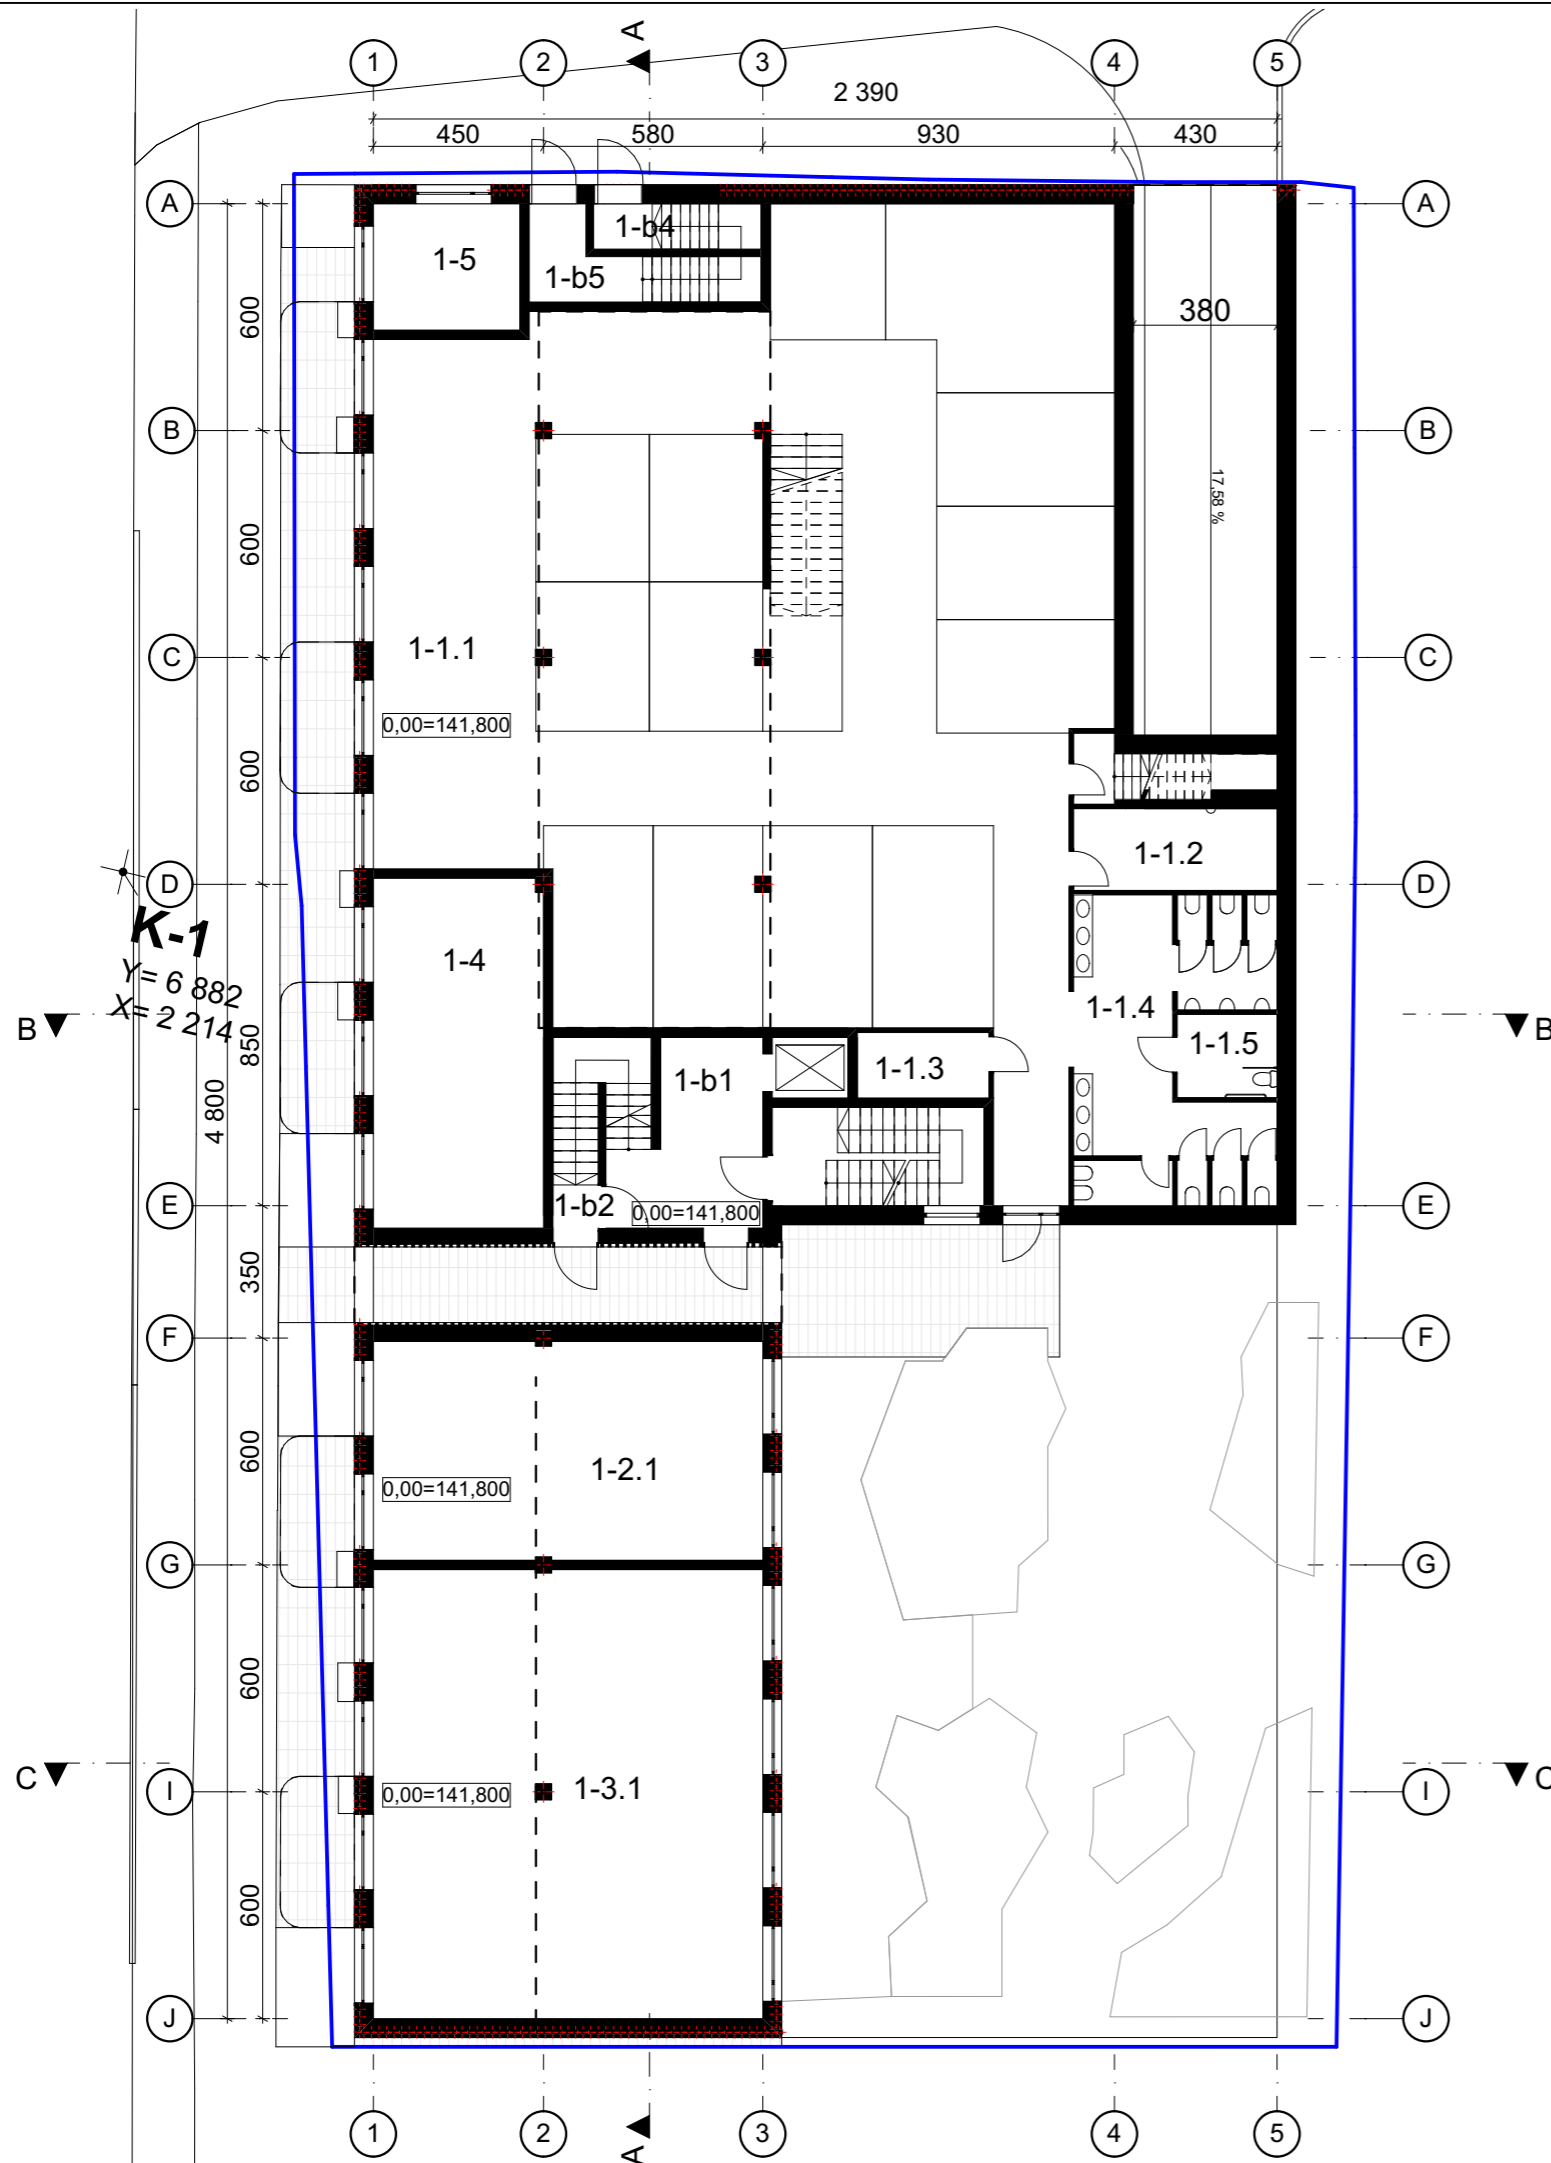 A
1 2 3 4 5
2 390
450 580 930 430
A A
1-b4
1-5
1-b5
600
380
B B
17,58 %
600
1-1.1
C C
0,00=141,800
600
1-1.2
D D
K-1
Y= 6 882
X= 2 214
1-4
1-1.4
B B
850
1-1.5
1-1.3
1-b1
4 800
1-b2
0,00=141,800
E E
350
F F
600
1-2.1
0,00=141,800
G G
600
C C
1-3.1
0,00=141,800
I I
600
J J
1 2 3 4 5
A